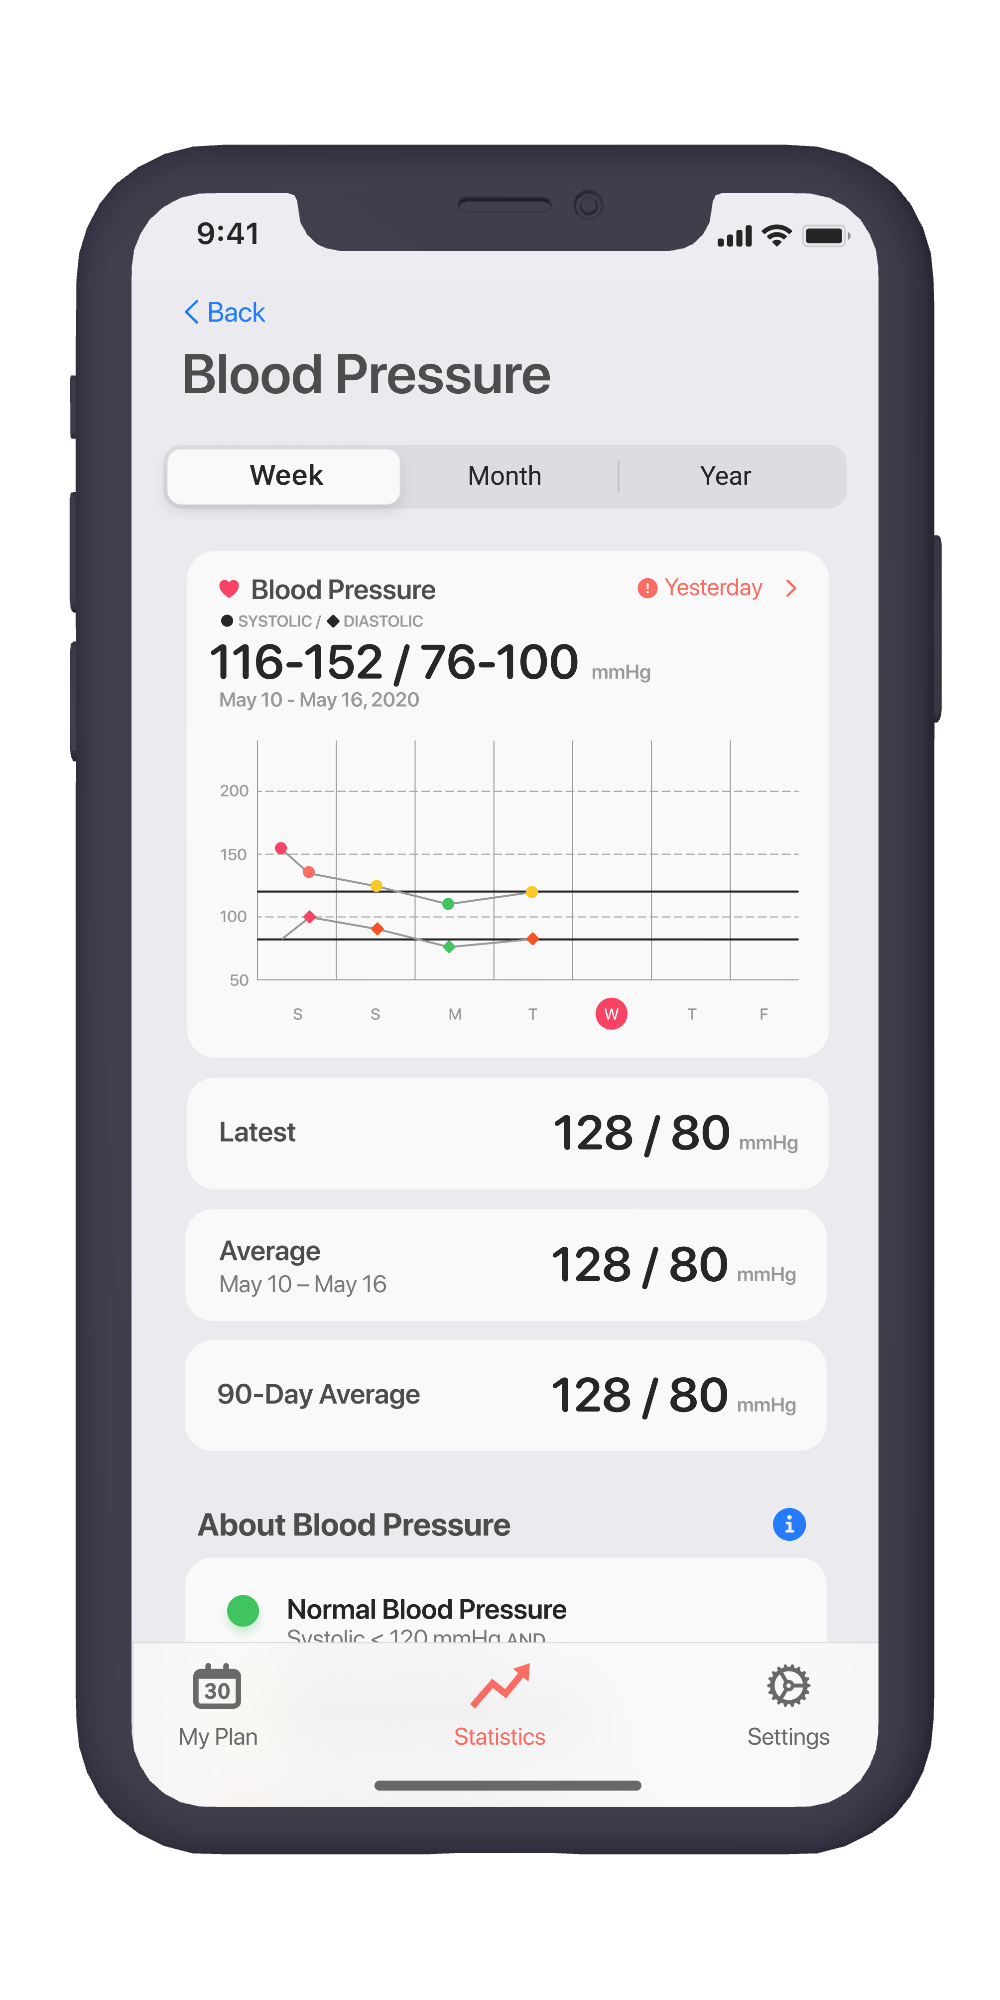 9:41
Back
Blood Pressure
Week Month Year
Blood Pressure Yesterday
SYSTOLIC / DIASTOLIC
116-152 / 76-100 mmHg
May 10 - May 16, 2020
200
150
100
50
S S M T W T F
Latest 128 / 80 mmHg
Average 128 / 80 mmHg
May 10 – May 16
90-Day Average 128 / 80 mmHg
About Blood Pressure
Normal Blood Pressure
Systolic < 120 mmHg AND
30
My Plan Statistics Settings